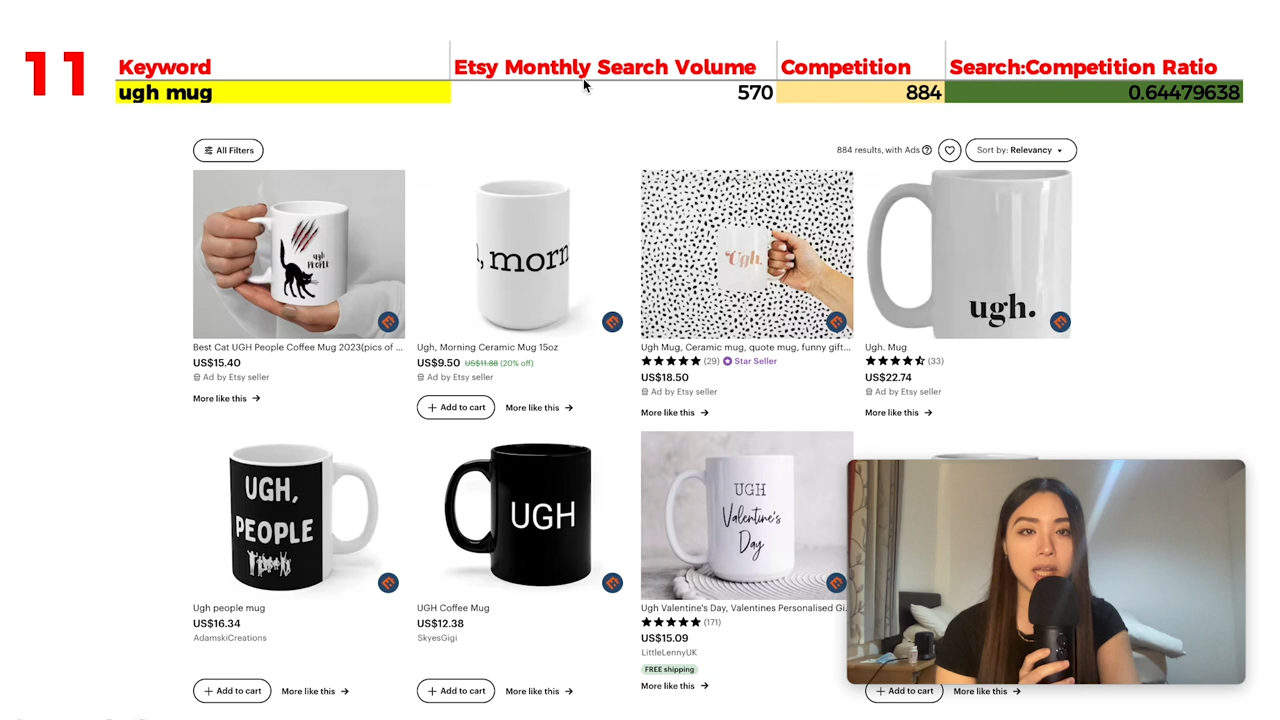 11
Keyword
Etsy Monthly Search Volume
Competition
Search:Competition Ratio
ugh mug
570
884
0.64479638
All Filters
884 results, with Ads
Sort by: Relevancy
ugh
PEOPLE
, morn
Ugh.
ugh.
Best Cat UGH People Coffee Mug 2023(pics of ...
US$15.40
Ad by Etsy seller
More like this
Ugh, Morning Ceramic Mug 15oz
US$9.50 US$11.88 (20% off)
Ad by Etsy seller
+ Add to cart
More like this
Ugh Mug, Ceramic mug, quote mug, funny gift...
(29) Star Seller
US$18.50
Ad by Etsy seller
More like this
Ugh. Mug
(33)
US$22.74
Ad by Etsy seller
More like this
UGH,
PEOPLE
UGH
UGH
Valentine's
Day
Ugh people mug
US$16.34
AdamskiCreations
+ Add to cart
More like this
UGH Coffee Mug
US$12.38
SkyesGigi
+ Add to cart
More like this
Ugh Valentine's Day, Valentines Personalised Gi
(171)
US$15.09
LittleLennyUK
FREE shipping
More like this
+ Add to cart
More like this